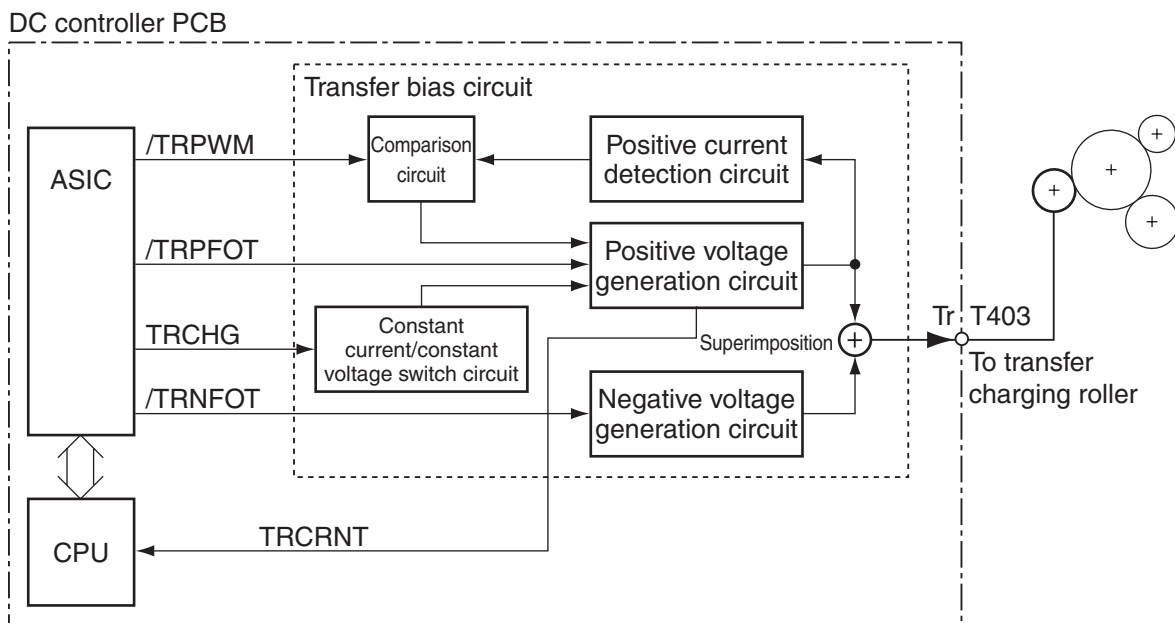 DC controller PCB
Transfer bias circuit
ASIC
/TRPWM
Comparison
circuit
Positive current
detection circuit
/TRPFOT
Positive voltage
generation circuit
TRCHG
Constant
current/constant
voltage switch circuit
Superimposition
Tr
T403
To transfer
charging roller
/TRNFOT
Negative voltage
generation circuit
CPU
TRCRNT